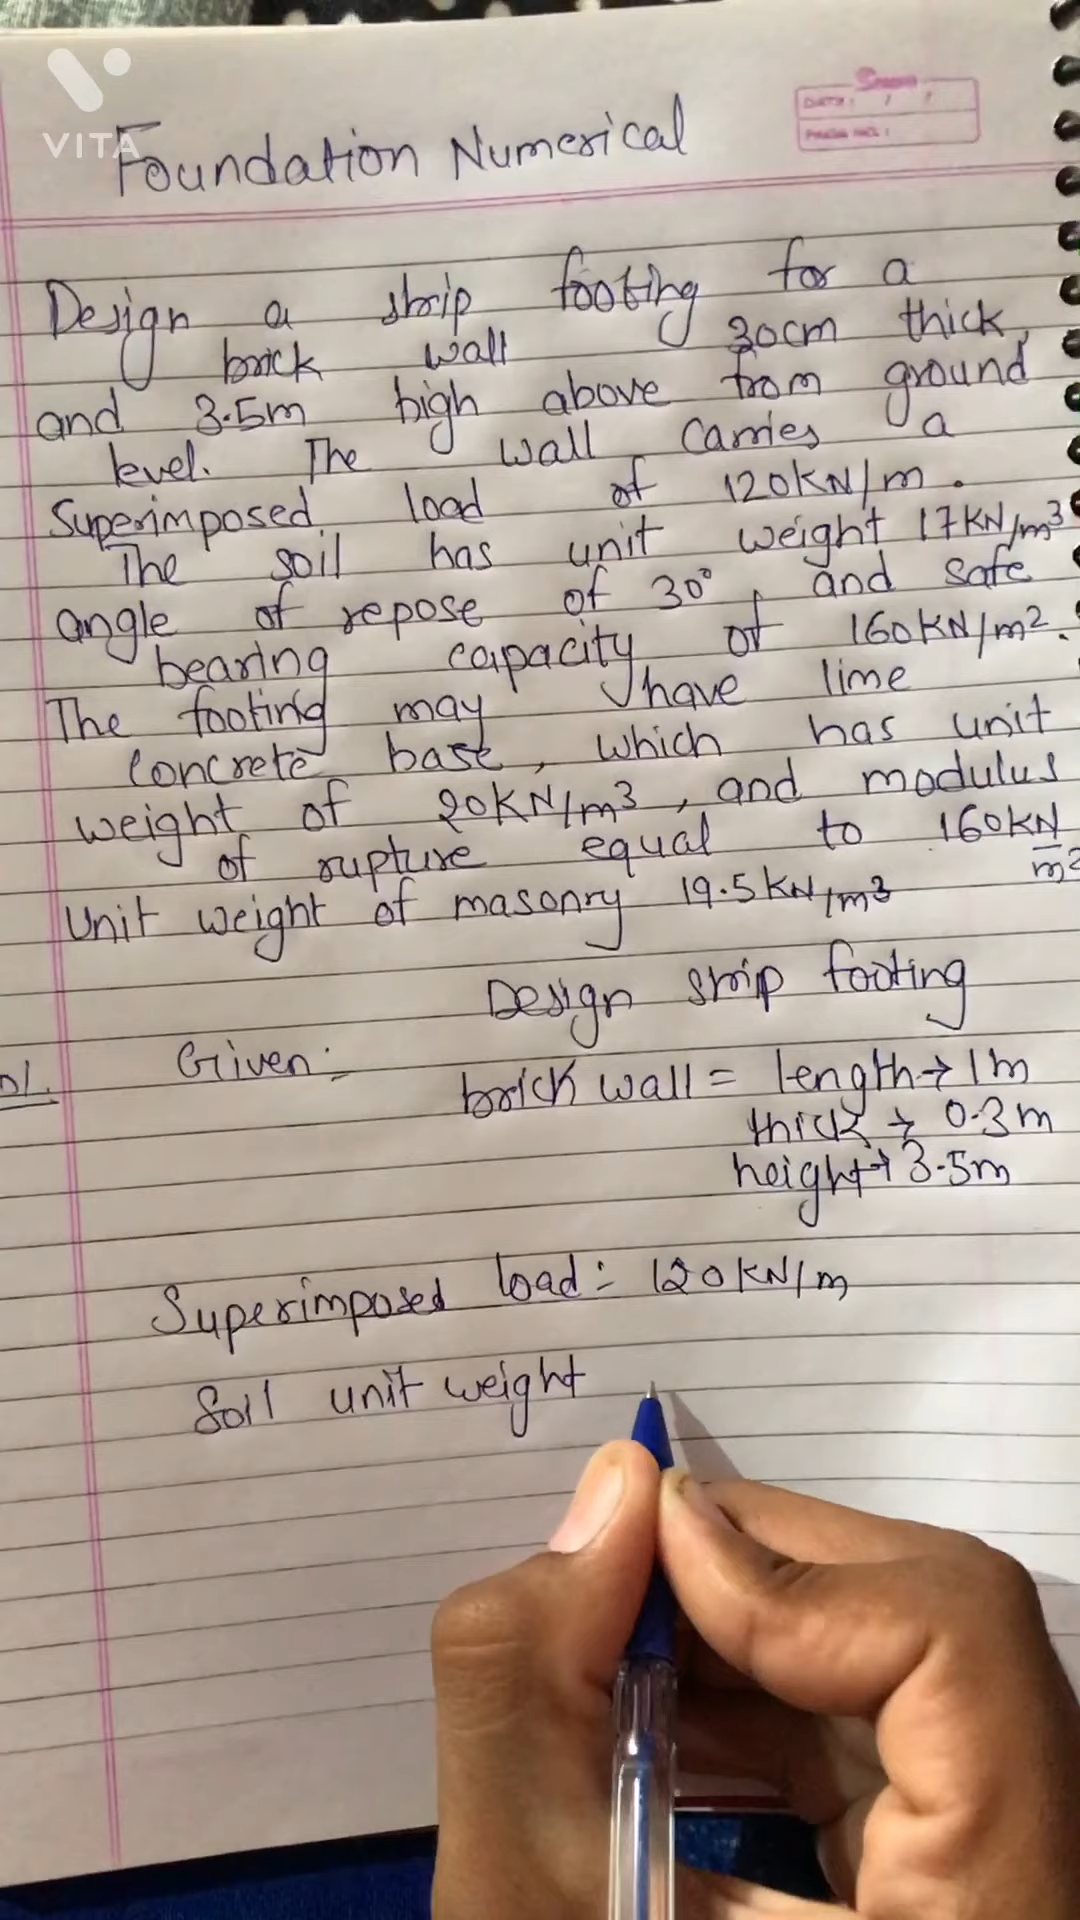 VITA
Foundation Numerical
DATE: / /
PAGE NO.:
Design a strip footing for a
brick wall 30cm thick,
and 3.5m high above from ground
level. The wall carries a
Superimposed load of 120KN/m.
The soil has unit weight 17KN/m³
angle of repose of 30°, and safe
bearing capacity of 160KN/m².
The footing may have lime
concrete base, which has unit
weight of 20KN/m³, and modulus
of rupture equal to 160KN/m²
Unit weight of masonry 19.5KN/m³
Design strip footing
Given:-
brick wall = length→1m
thick → 0.3m
height→3.5m
Superimposed load = 120KN/m
Soil unit weight